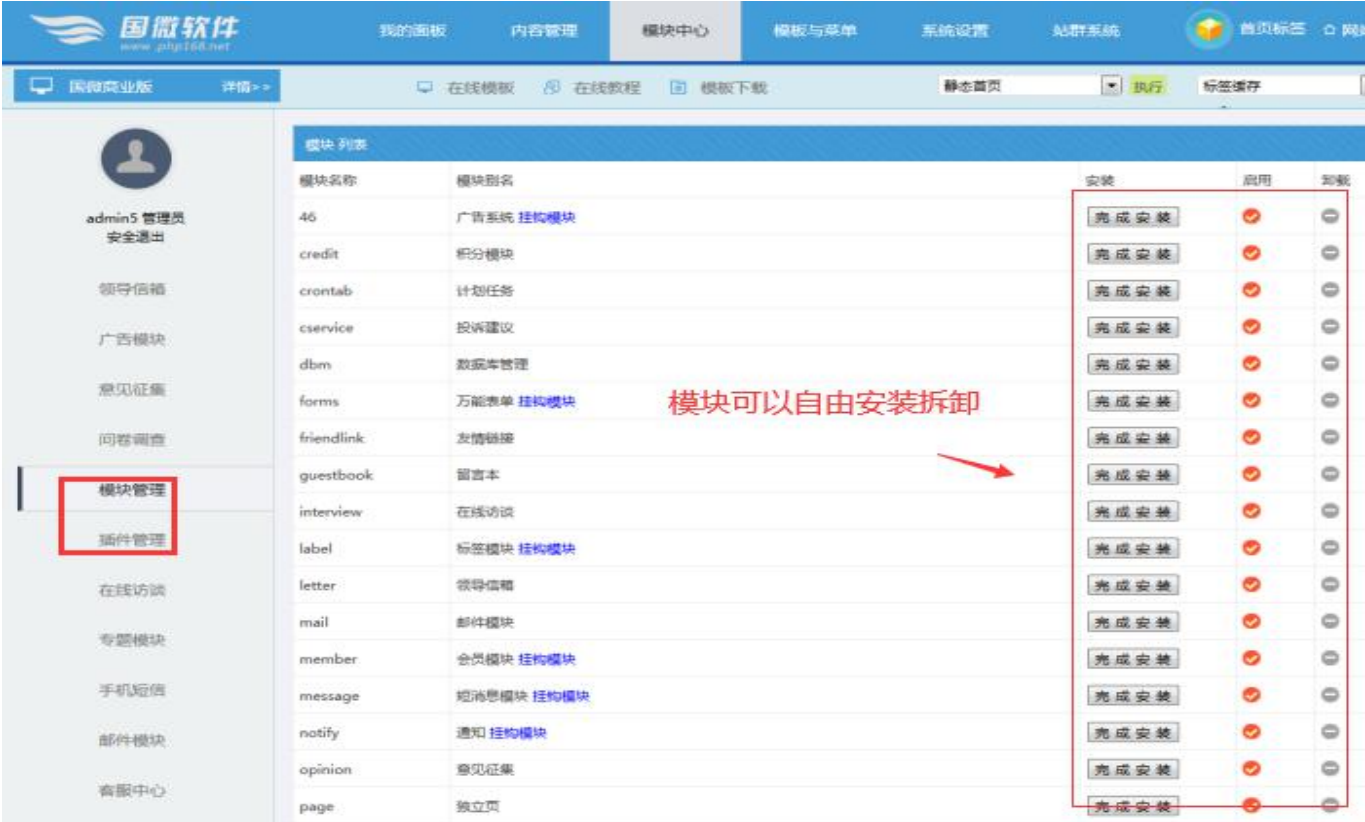 国微软件
www.php168.net
我的面板 内容管理 模块中心 模板与菜单 系统设置 站群系统 首页标签
国微商业版 详情>> 在线模板 在线教程 模板下载 静态首页 执行 标签缓存
admin5 管理员
安全退出
领导信箱
广告模块
意见征集
问卷调查
模块管理
插件管理
在线访谈
专题模块
手机短信
邮件模块
客服中心
模块列表
模块名称 模块别名 安装 启用 卸载
46 广告系统 挂钩模块 完成安装
credit 积分模块 完成安装
crontab 计划任务 完成安装
cservice 投诉建议 完成安装
dbm 数据库管理 完成安装
forms 万能表单 挂钩模块 完成安装
模块可以自由安装拆卸
friendlink 友情链接 完成安装
guestbook 留言本 完成安装
interview 在线访谈 完成安装
label 标签模块 挂钩模块 完成安装
letter 领导信箱 完成安装
mail 邮件模块 完成安装
member 会员模块 挂钩模块 完成安装
message 短消息模块 挂钩模块 完成安装
notify 通知 挂钩模块 完成安装
opinion 意见征集 完成安装
page 独立页 完成安装